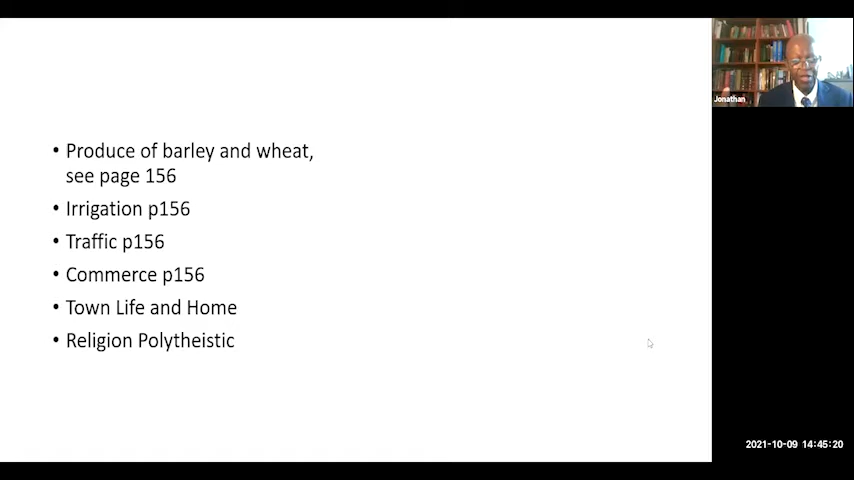 • Produce of barley and wheat,
see page 156
• Irrigation p156
• Traffic p156
• Commerce p156
• Town Life and Home
• Religion Polytheistic
Jonathan
2021-10-09 14:45:20